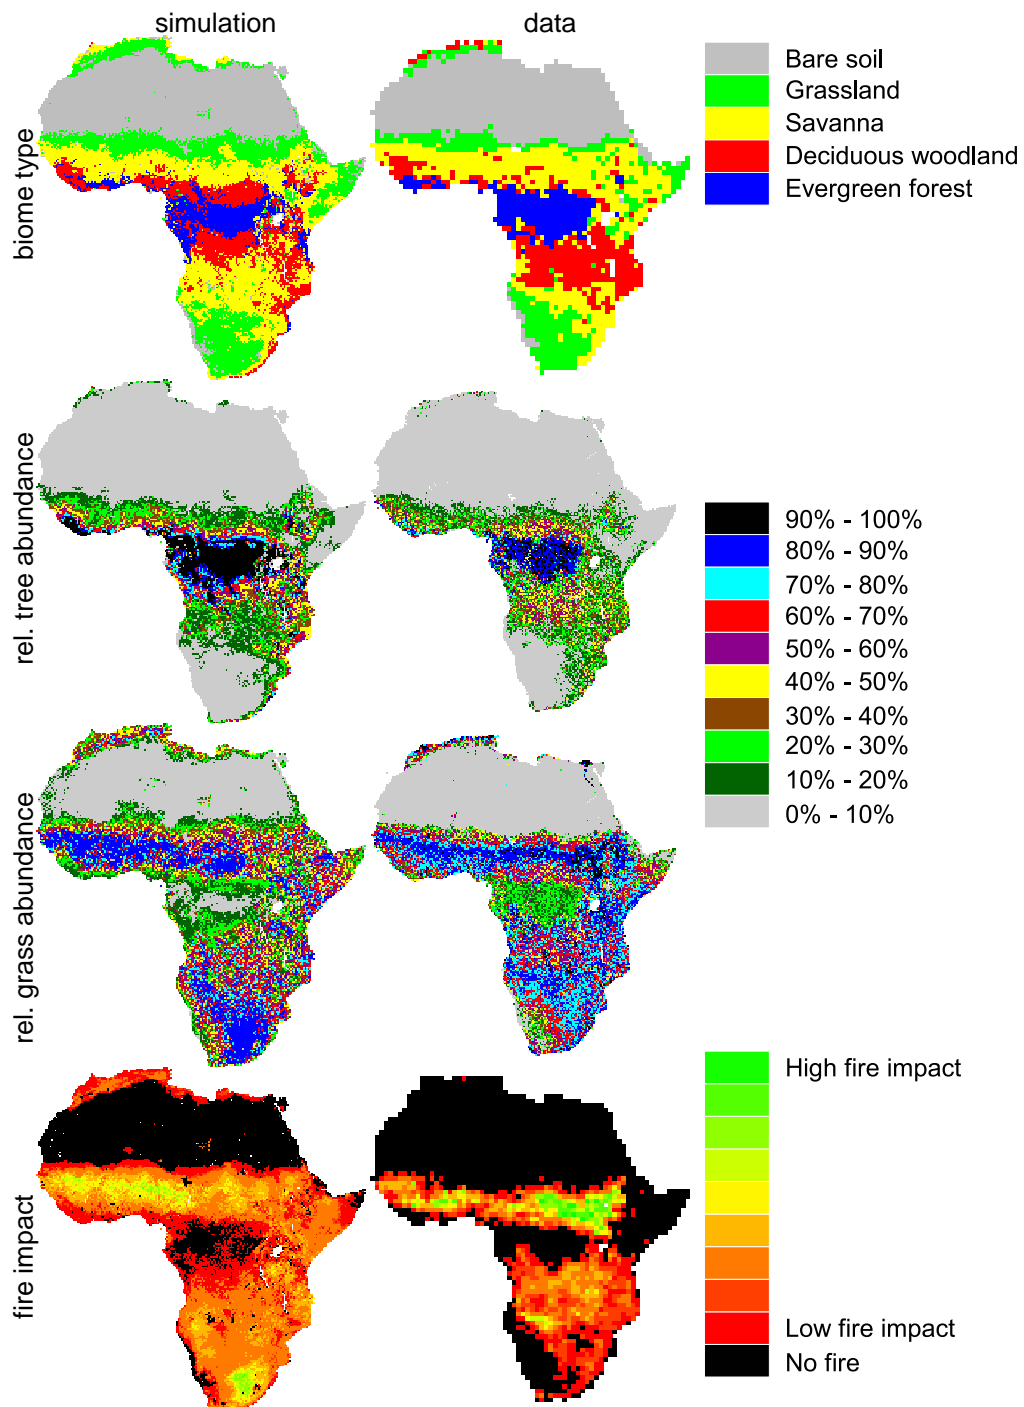 simulation
data
biome type
Bare soil
Grassland
Savanna
Deciduous woodland
Evergreen forest
rel. tree abundance
90% - 100%
80% - 90%
70% - 80%
60% - 70%
50% - 60%
40% - 50%
30% - 40%
20% - 30%
10% - 20%
0% - 10%
rel. grass abundance
fire impact
High fire impact
Low fire impact
No fire